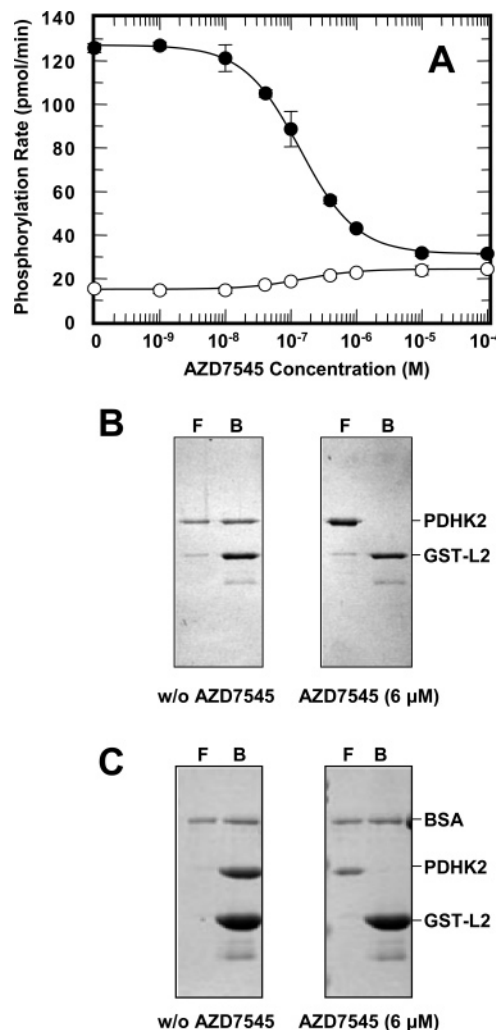 A
Phosphorylation Rate (pmol/min)
140
120
100
80
60
40
20
0
0 10⁻⁹ 10⁻⁸ 10⁻⁷ 10⁻⁶ 10⁻⁵ 10⁻⁴
AZD7545 Concentration (M)
B
F B
F B
PDHK2
GST-L2
w/o AZD7545
AZD7545 (6 µM)
C
F B
F B
BSA
PDHK2
GST-L2
w/o AZD7545
AZD7545 (6 µM)